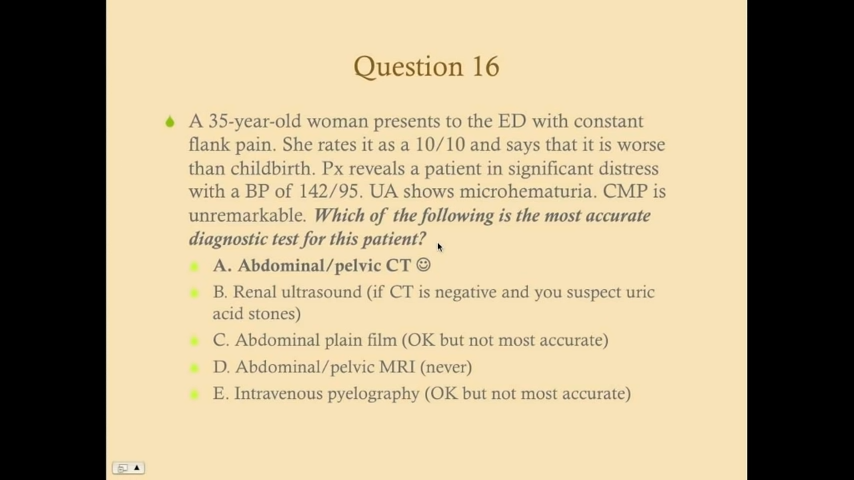 Question 16
A 35-year-old woman presents to the ED with constant
flank pain. She rates it as a 10/10 and says that it is worse
than childbirth. Px reveals a patient in significant distress
with a BP of 142/95. UA shows microhematuria. CMP is
unremarkable. Which of the following is the most accurate
diagnostic test for this patient?
A. Abdominal/pelvic CT ☺
B. Renal ultrasound (if CT is negative and you suspect uric
acid stones)
C. Abdominal plain film (OK but not most accurate)
D. Abdominal/pelvic MRI (never)
E. Intravenous pyelography (OK but not most accurate)